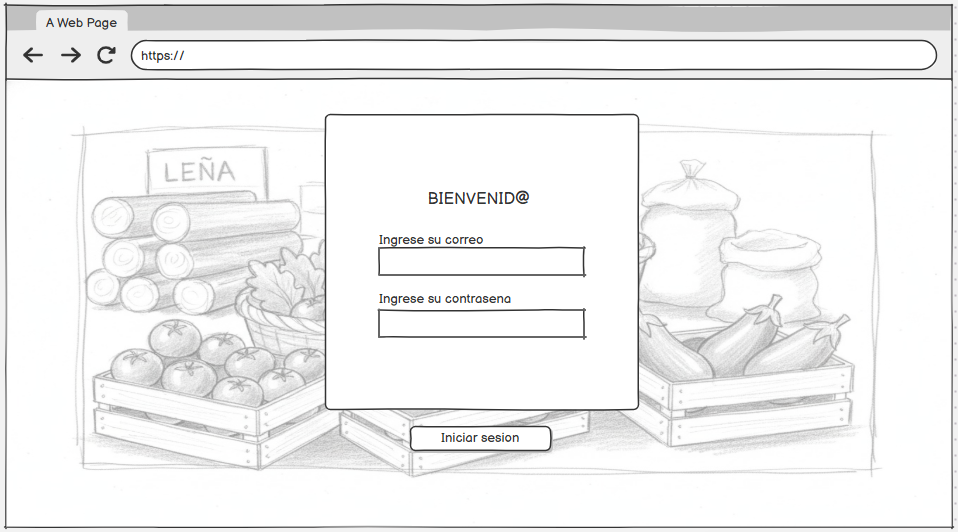 A Web Page
https://
LEÑA
BIENVENID@
Ingrese su correo
Ingrese su contrasena
Iniciar sesion